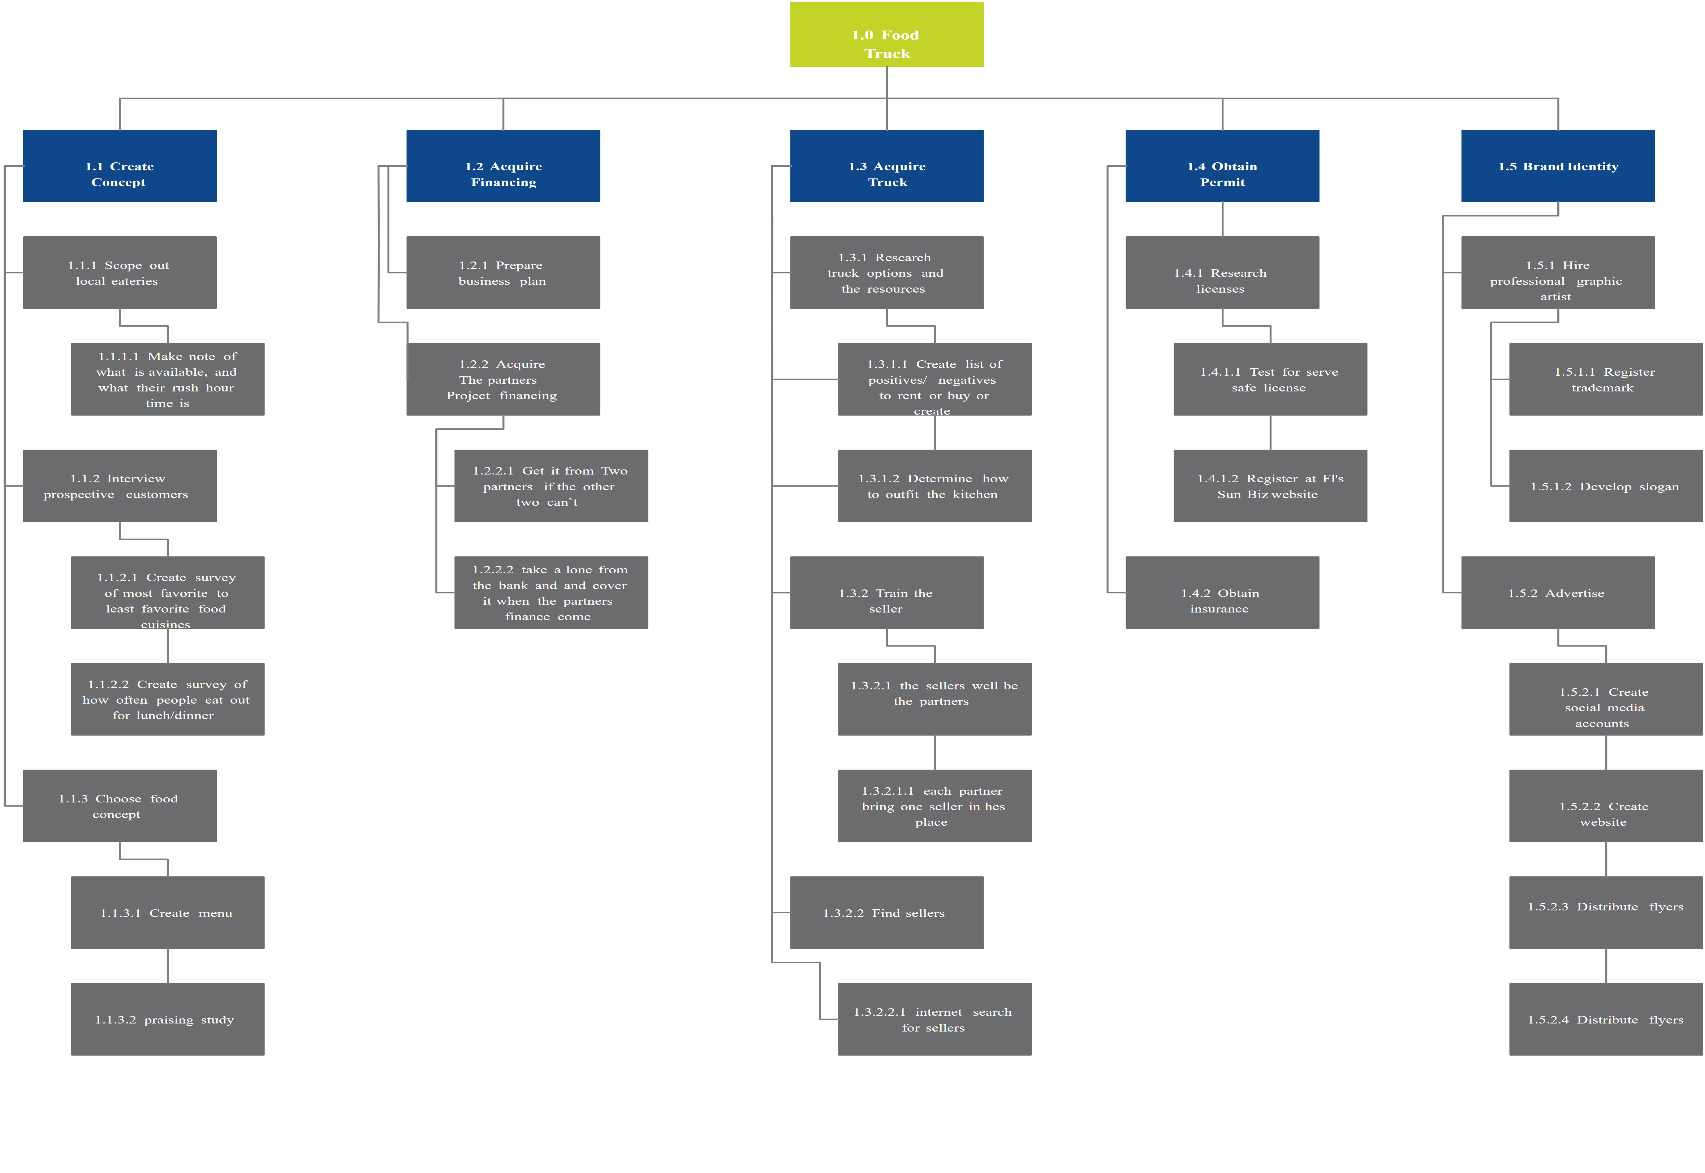 1.0 Food
Truck
1.1 Create
Concept
1.2 Acquire
Financing
1.3 Acquire
Truck
1.4 Obtain
Permit
1.5 Brand Identity
1.1.1 Scope out
local eateries
1.1.1.1 Make note of
what is available, and
what their rush hour
time is
1.1.2 Interview
prospective customers
1.1.2.1 Create survey
of most favorite to
least favorite food
cuisines
1.1.2.2 Create survey of
how often people eat out
for lunch/dinner
1.1.3 Choose food
concept
1.1.3.1 Create menu
1.1.3.2 praising study
1.2.1 Prepare
business plan
1.2.2 Acquire
The partners
Project financing
1.2.2.1 Get it from Two
partners if the other
two can`t
1.2.2.2 take a lone from
the bank and and cover
it when the partners
finance come
1.3.1 Research
truck options and
the resources
1.3.1.1 Create list of
positives/ negatives
to rent or buy or
create
1.3.1.2 Determine how
to outfit the kitchen
1.3.2 Train the
seller
1.3.2.1 the sellers well be
the partners
1.3.2.1.1 each partner
bring one seller in hes
place
1.3.2.2 Find sellers
1.3.2.2.1 internet search
for sellers
1.4.1 Research
licenses
1.4.1.1 Test for serve
safe license
1.4.1.2 Register at Fl's
Sun Biz website
1.4.2 Obtain
insurance
1.5.1 Hire
professional graphic
artist
1.5.1.1 Register
trademark
1.5.1.2 Develop slogan
1.5.2 Advertise
1.5.2.1 Create
social media
accounts
1.5.2.2 Create
website
1.5.2.3 Distribute flyers
1.5.2.4 Distribute flyers